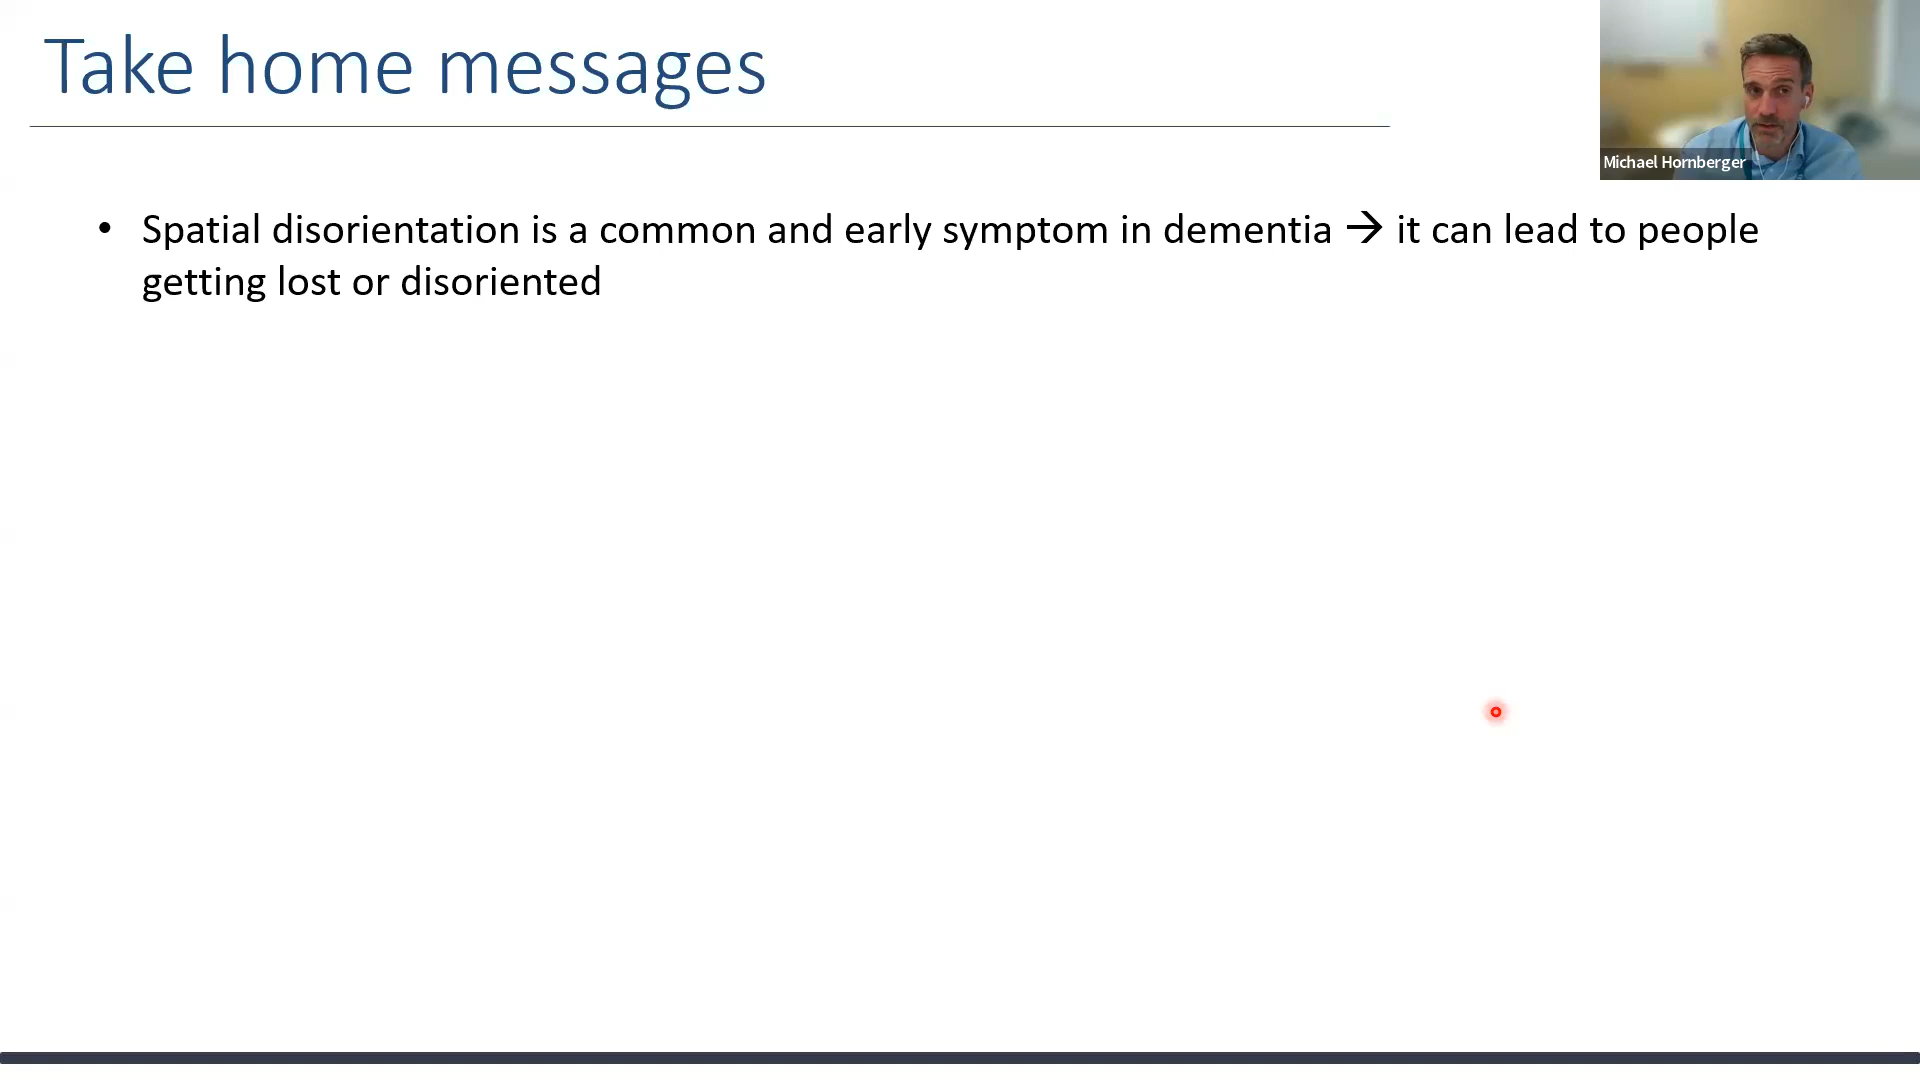 Take home messages
Michael Hornberger
• Spatial disorientation is a common and early symptom in dementia → it can lead to people
getting lost or disoriented